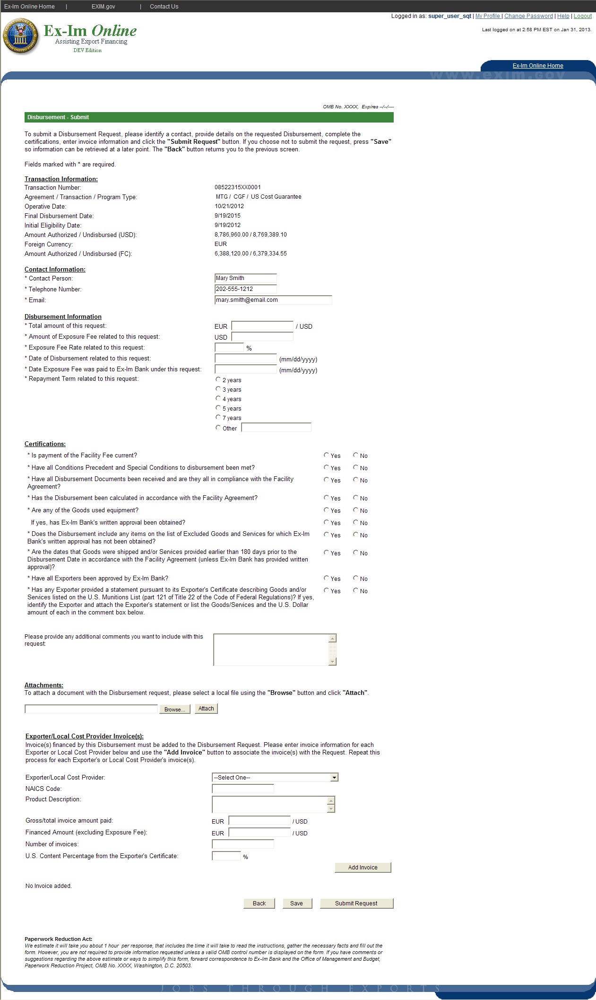 Ex-Im Online Home | EXIM.gov | Contact Us
Logged in as: super_user_sqt | My Profile | Change Password | Help | Logout
Last logged on at 2:58 PM EST on Jan 31, 2013.
Ex-Im Online
Assisting Export Financing
DEV Edition
EXPORT-IMPORT BANK OF THE UNITED STATES
Ex-Im Online Home
www.exim.gov
OMB No. XXXX, Expires --/--/----
Disbursement - Submit
To submit a Disbursement Request, please identify a contact, provide details on the requested Disbursement, complete the
certifications, enter invoice information and click the "Submit Request" button. If you choose not to submit the request, press "Save"
so information can be retrieved at a later point. The "Back" button returns you to the previous screen.
Fields marked with * are required.
Transaction Information:
Transaction Number: 08522315XX0001
Agreement / Transaction / Program Type: MTG / CGF / US Cost Guarantee
Operative Date: 10/21/2012
Final Disbursement Date: 9/19/2015
Initial Eligibility Date: 9/19/2012
Amount Authorized / Undisbursed (USD): 8,786,960.00 / 8,769,389.10
Foreign Currency: EUR
Amount Authorized / Undisbursed (FC): 6,388,120.00 / 6,379,334.55
Contact Information:
* Contact Person: Mary Smith
* Telephone Number: 202-555-1212
* Email: mary.smith@email.com
Disbursement Information
* Total amount of this request: EUR / USD
* Amount of Exposure Fee related to this request: USD
* Exposure Fee Rate related to this request: %
* Date of Disbursement related to this request: (mm/dd/yyyy)
* Date Exposure Fee was paid to Ex-Im Bank under this request: (mm/dd/yyyy)
* Repayment Term related to this request: 2 years
3 years
4 years
5 years
7 years
Other
Certifications:
* Is payment of the Facility Fee current? Yes No
* Have all Conditions Precedent and Special Conditions to disbursement been met? Yes No
* Have all Disbursement Documents been received and are they all in compliance with the Facility Yes No
Agreement?
* Has the Disbursement been calculated in accordance with the Facility Agreement? Yes No
* Are any of the Goods used equipment? Yes No
If yes, has Ex-Im Bank's written approval been obtained? Yes No
* Does the Disbursement include any items on the list of Excluded Goods and Services for which Ex-Im Yes No
Bank's written approval has not been obtained?
* Are the dates that Goods were shipped and/or Services provided earlier than 180 days prior to the Yes No
Disbursement Date in accordance with the Facility Agreement (unless Ex-Im Bank has provided written
approval)?
* Have all Exporters been approved by Ex-Im Bank? Yes No
* Has any Exporter provided a statement pursuant to its Exporter's Certificate describing Goods and/or Yes No
Services listed on the U.S. Munitions List (part 121 of Title 22 of the Code of Federal Regulations)? If yes,
identify the Exporter and attach the Exporter's statement or list the Goods/Services and the U.S. Dollar
amount of each in the comment box below.
Please provide any additional comments you want to include with this
request:
Attachments:
To attach a document with the Disbursement request, please select a local file using the "Browse" button and click "Attach".
Browse... Attach
Exporter/Local Cost Provider Invoice(s):
Invoice(s) financed by this Disbursement must be added to the Disbursement Request. Please enter invoice information for each
Exporter or Local Cost Provider below and use the "Add Invoice" button to associate the invoice(s) with the Request. Repeat this
process for each Exporter's or Local Cost Provider's invoice(s).
Exporter/Local Cost Provider: --Select One--
NAICS Code:
Product Description:
Gross/total invoice amount paid: EUR / USD
Financed Amount (excluding Exposure Fee): EUR / USD
Number of invoices:
U.S. Content Percentage from the Exporter's Certificate: %
Add Invoice
No Invoice added.
Back Save Submit Request
Paperwork Reduction Act:
We estimate it will take you about 1 hour per response, that includes the time it will take to read the instructions, gather the necessary facts and fill out the
form. However, you are not required to provide information requested unless a valid OMB control number is displayed on the form. If you have comments or
suggestions regarding the above estimate or ways to simplify this form, forward correspondence to Ex-Im Bank and the Office of Management and Budget,
Paperwork Reduction Project, OMB No. XXXX, Washington, D.C. 20503.
JOBS THROUGH EXPORTS